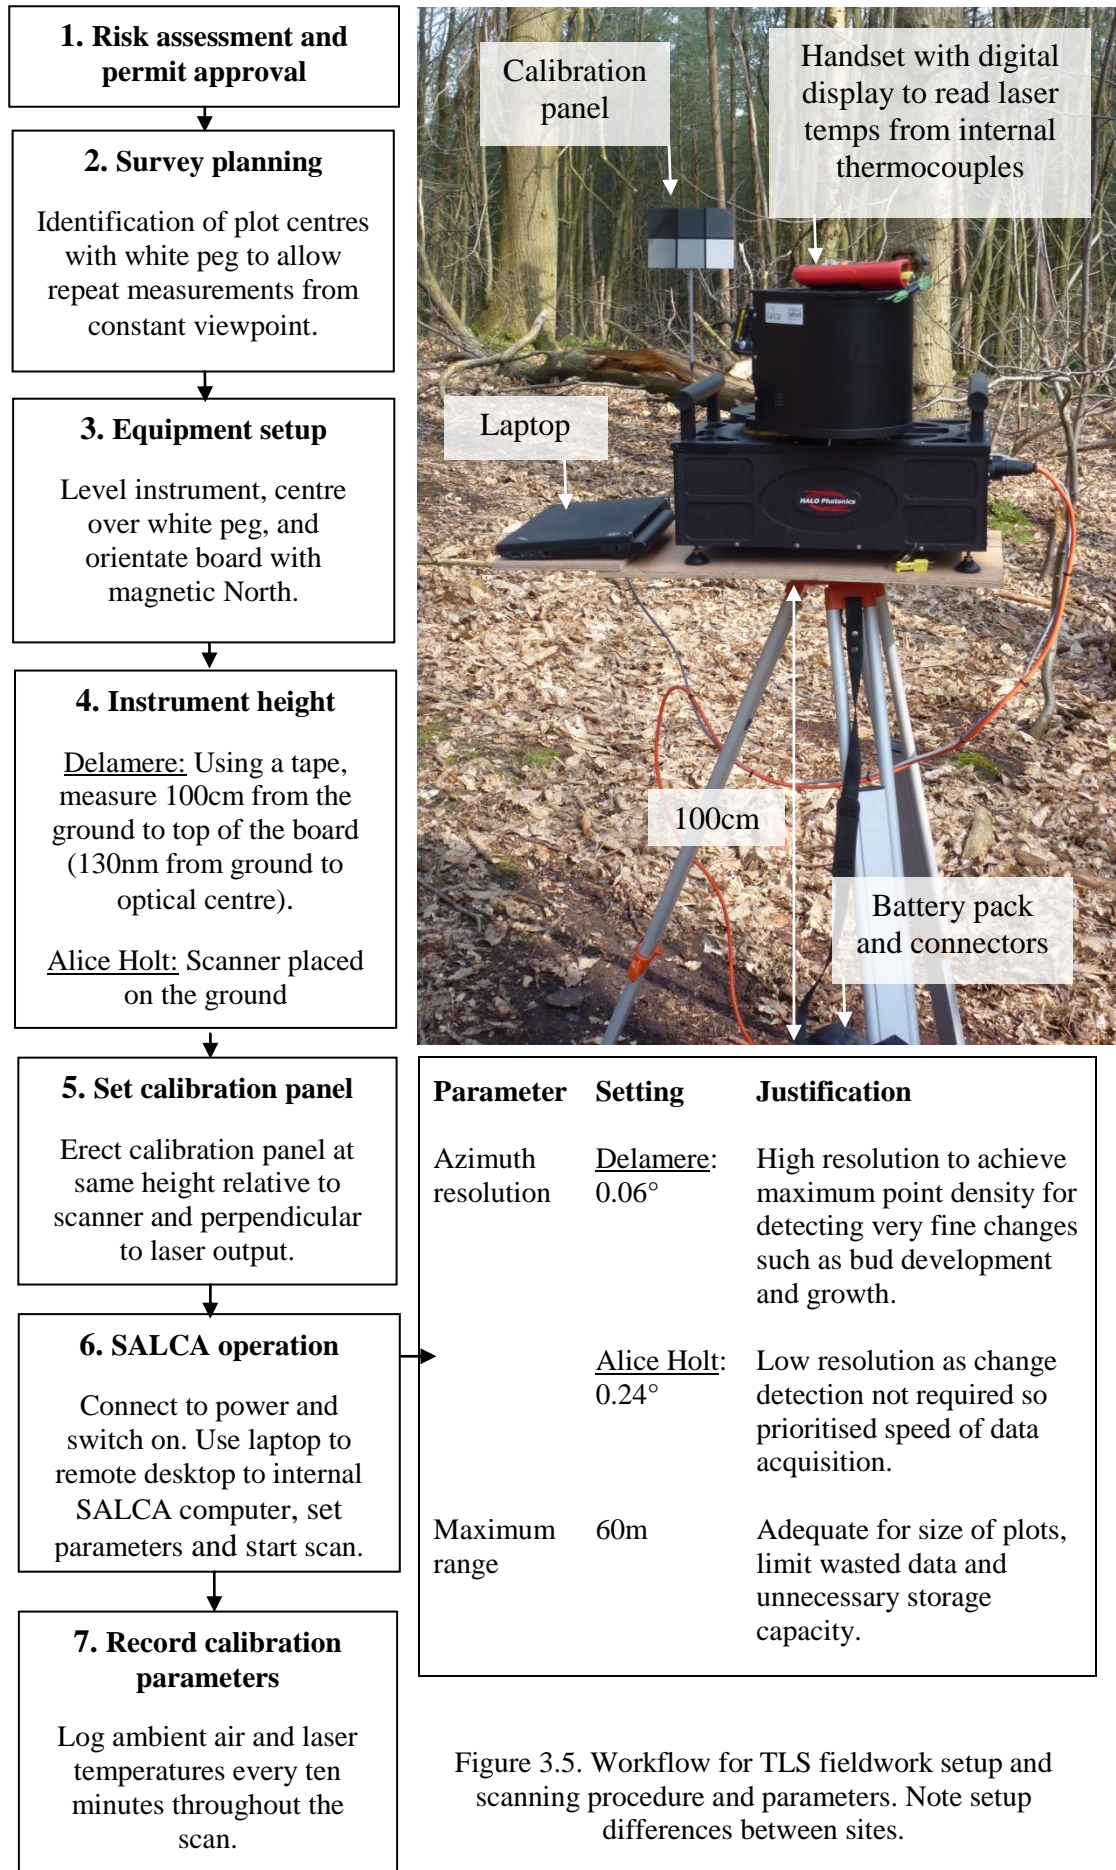 1. Risk assessment and
permit approval
2. Survey planning
Identification of plot centres
with white peg to allow
repeat measurements from
constant viewpoint.
3. Equipment setup
Level instrument, centre
over white peg, and
orientate board with
magnetic North.
4. Instrument height
Delamere: Using a tape,
measure 100cm from the
ground to top of the board
(130nm from ground to
optical centre).
Alice Holt: Scanner placed
on the ground
5. Set calibration panel
Erect calibration panel at
same height relative to
scanner and perpendicular
to laser output.
6. SALCA operation
Connect to power and
switch on. Use laptop to
remote desktop to internal
SALCA computer, set
parameters and start scan.
7. Record calibration
parameters
Log ambient air and laser
temperatures every ten
minutes throughout the
scan.
Calibration
panel
Handset with digital
display to read laser
temps from internal
thermocouples
salca
Laptop
HALO Photonics
100cm
Battery pack
and connectors
Parameter Setting Justification
Azimuth Delamere: High resolution to achieve
resolution 0.06° maximum point density for
detecting very fine changes
such as bud development
and growth.
Alice Holt: Low resolution as change
0.24° detection not required so
prioritised speed of data
acquisition.
Maximum 60m Adequate for size of plots,
range limit wasted data and
unnecessary storage
capacity.
Figure 3.5. Workflow for TLS fieldwork setup and
scanning procedure and parameters. Note setup
differences between sites.